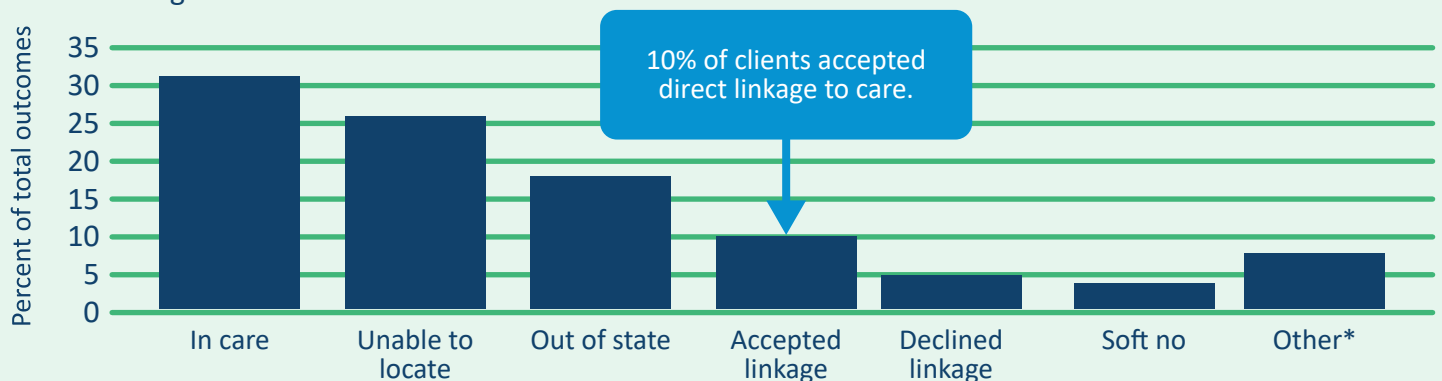 10% of clients accepted
direct linkage to care.
Percent of total outcomes
35
30
25
20
15
10
5
0
In care
Unable to
locate
Out of state
Accepted
linkage
Declined
linkage
Soft no
Other*